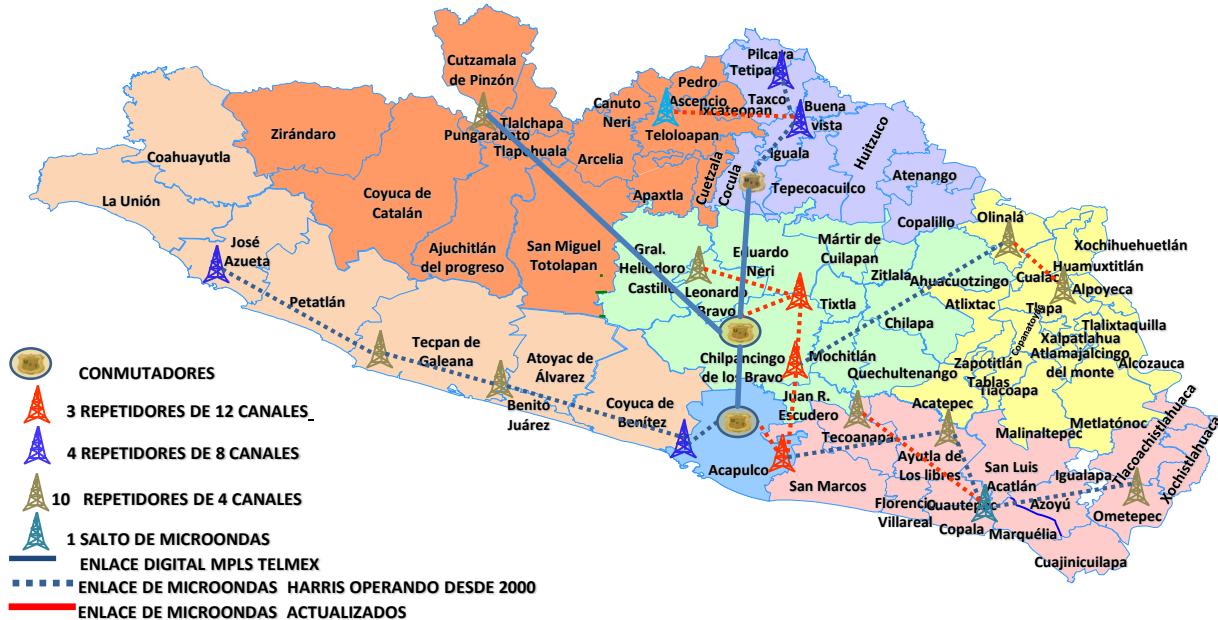 Cutzamala
de Pinzón
Pilcaya
Tetipac
Pedro
Ascencio
Ixcateopan
Taxco
Buena
vista
Canuto
Neri
Tlalchapa
Pungarabato
Tlapehuala
Zirándaro
Teloloapan
Coahuayutla
Arcelia
Iguala
Huitzuco
Cuetzala
Cocula
Atenango
Coyuca de
Catalán
Apaxtla
Tepecoacuilco
La Unión
Copalillo
Olinalá
José
Azueta
Ajuchitlán
del progreso
San Miguel
Totolapan
Gral.
Heliodoro
Castillo
Eduardo
Neri
Mártir de
Cuilapan
Xochihuehuetlán
Zitlala
Ahuacuotzingo
Cualác
Huamuxtitlán
Alpoyeca
Petatlán
Leonardo
Bravo
Tixtla
Atlixtac
Tlapa
Copanatoyac
Tlalixtaquilla
Xalpatlahua
Tecpan de
Galeana
Atoyac de
Álvarez
Chilpancingo
de los Bravo
Mochitlán
Chilapa
Quechultenango
Zapotitlán
Tablas
Atlamajalcingo
del monte
Alcozauca
Tlacoapa
CONMUTADORES
Benito
Juárez
Coyuca de
Benítez
Juan R.
Escudero
Acatepec
3 REPETIDORES DE 12 CANALES
Tecoanapa
Malinaltepec
Metlatónoc
Tlacoachistlahuaca
Xochistlahuaca
4 REPETIDORES DE 8 CANALES
Acapulco
Ayutla de
Los libres
San Luis
Acatlán
Igualapa
San Marcos
10 REPETIDORES DE 4 CANALES
Florencio
Villareal
Cuautepec
Copala
Azoyú
Marquélia
Ometepec
1 SALTO DE MICROONDAS
ENLACE DIGITAL MPLS TELMEX
Cuajinicuilapa
ENLACE DE MICROONDAS HARRIS OPERANDO DESDE 2000
ENLACE DE MICROONDAS ACTUALIZADOS